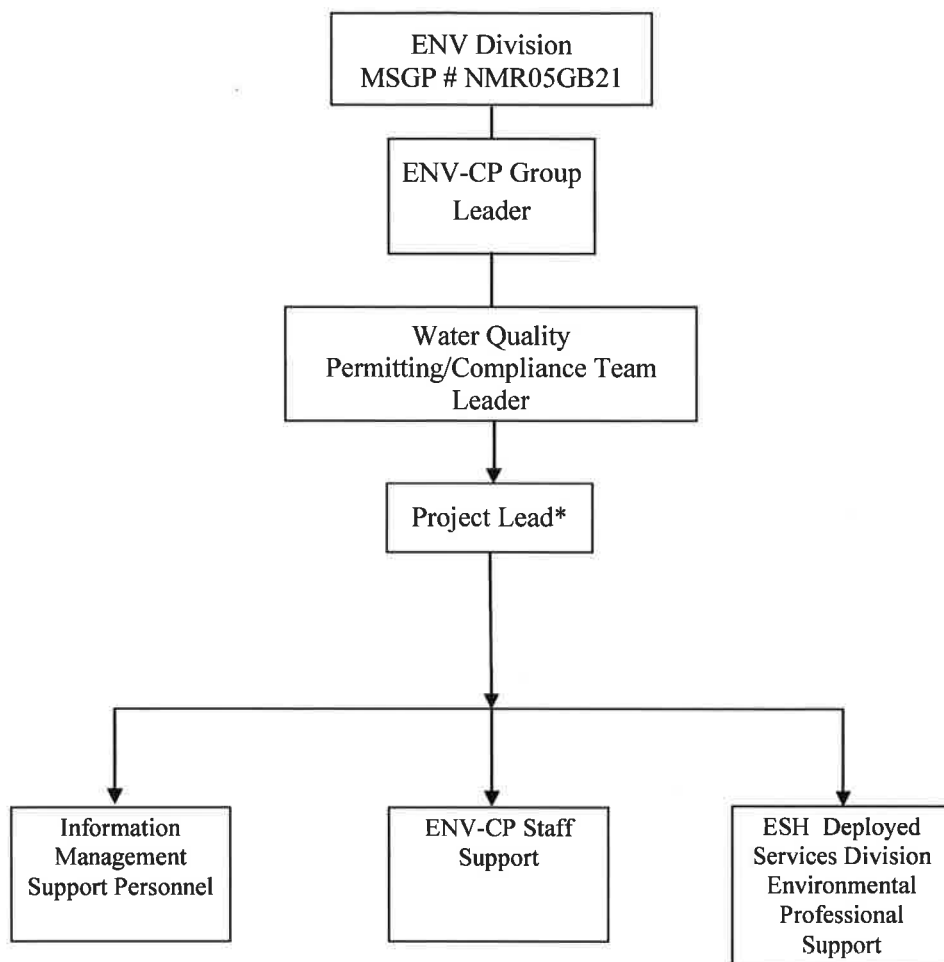 ENV Division
MSGP # NMR05GB21
ENV-CP Group
Leader
Water Quality
Permitting/Compliance Team
Leader
Project Lead*
Information
Management
Support Personnel
ENV-CP Staff
Support
ESH Deployed
Services Division
Environmental
Professional
Support